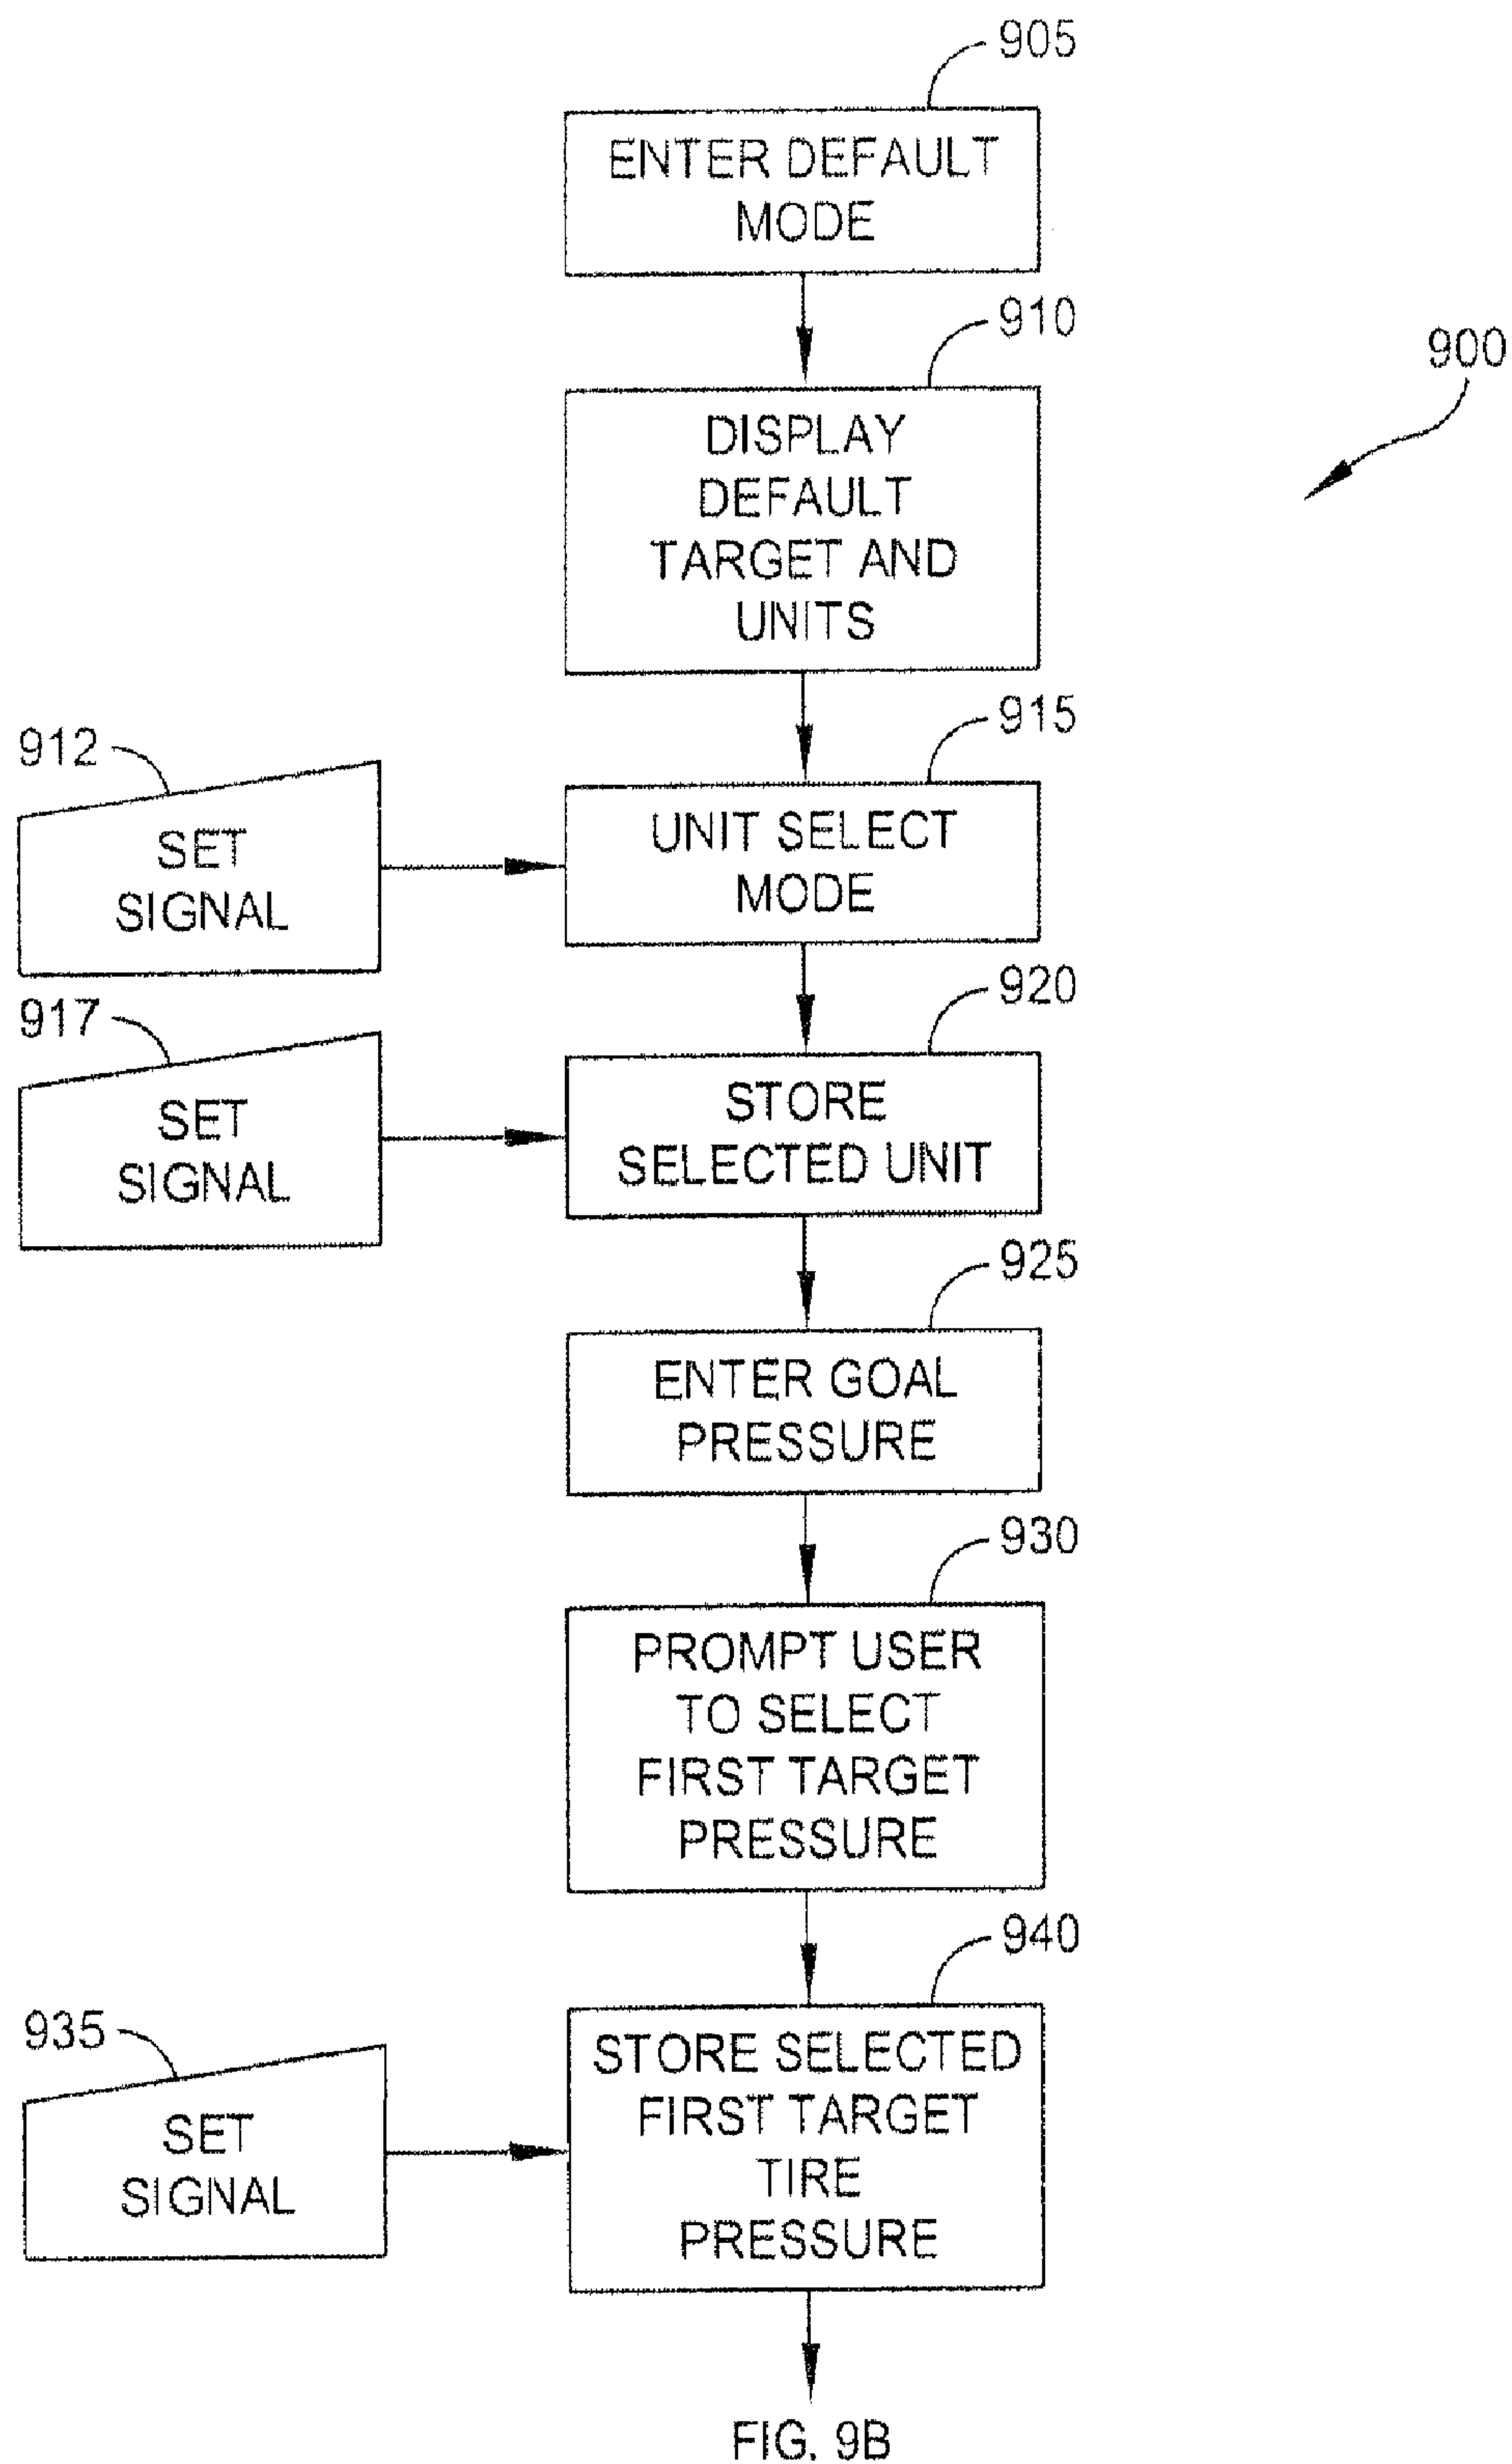 905
ENTER DEFAULT
MODE
910
900
DISPLAY
DEFAULT
TARGET AND
UNITS
912
915
SET
SIGNAL
UNIT SELECT
MODE
917
920
SET
SIGNAL
STORE
SELECTED UNIT
925
ENTER GOAL
PRESSURE
930
PROMPT USER
TO SELECT
FIRST TARGET
PRESSURE
935
940
SET
SIGNAL
STORE SELECTED
FIRST TARGET
TIRE
PRESSURE
FIG. 9B